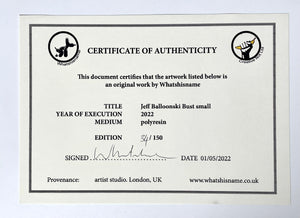 CERTIFICATE OF AUTHENTICITY
This document certifies that the artwork listed below is
an original work by Whatshisname
TITLE Jeff Balloonski Bust small
YEAR OF EXECUTION 2022
MEDIUM polyresin
EDITION /150
SIGNED DATE 01/05/2022
Provenance: artist studio. London, UK www.whatshisname.co.uk